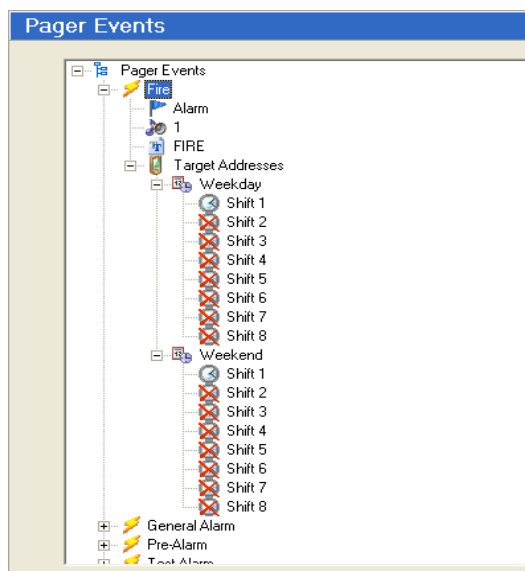 Pager Events
Pager Events
Fire
Alarm
1
FIRE
Target Addresses
Weekday
Shift 1
Shift 2
Shift 3
Shift 4
Shift 5
Shift 6
Shift 7
Shift 8
Weekend
Shift 1
Shift 2
Shift 3
Shift 4
Shift 5
Shift 6
Shift 7
Shift 8
General Alarm
Pre-Alarm
Test Alarm